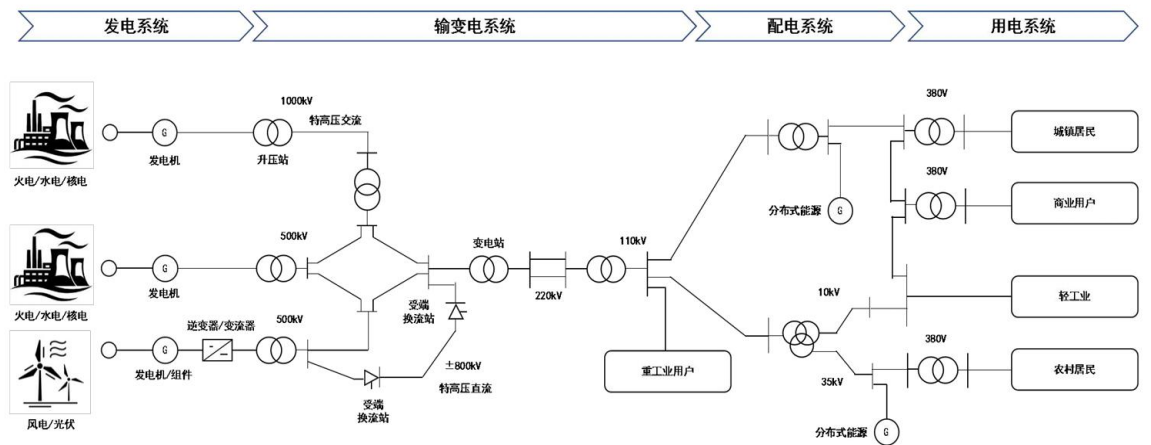 发电系统
输变电系统
配电系统
用电系统
1000kV
特高压交流
380V
G
城镇居民
发电机
升压站
火电/水电/核电
380V
商业用户
分布式能源
G
500kV
变电站
110kV
G
发电机
220kV
10kV
轻工业
火电/水电/核电
受端
换流站
逆变器/变流器
500kV
380V
G
±800kV
特高压直流
重工业用户
35kV
农村居民
发电机/组件
受端
换流站
风电/光伏
分布式能源
G